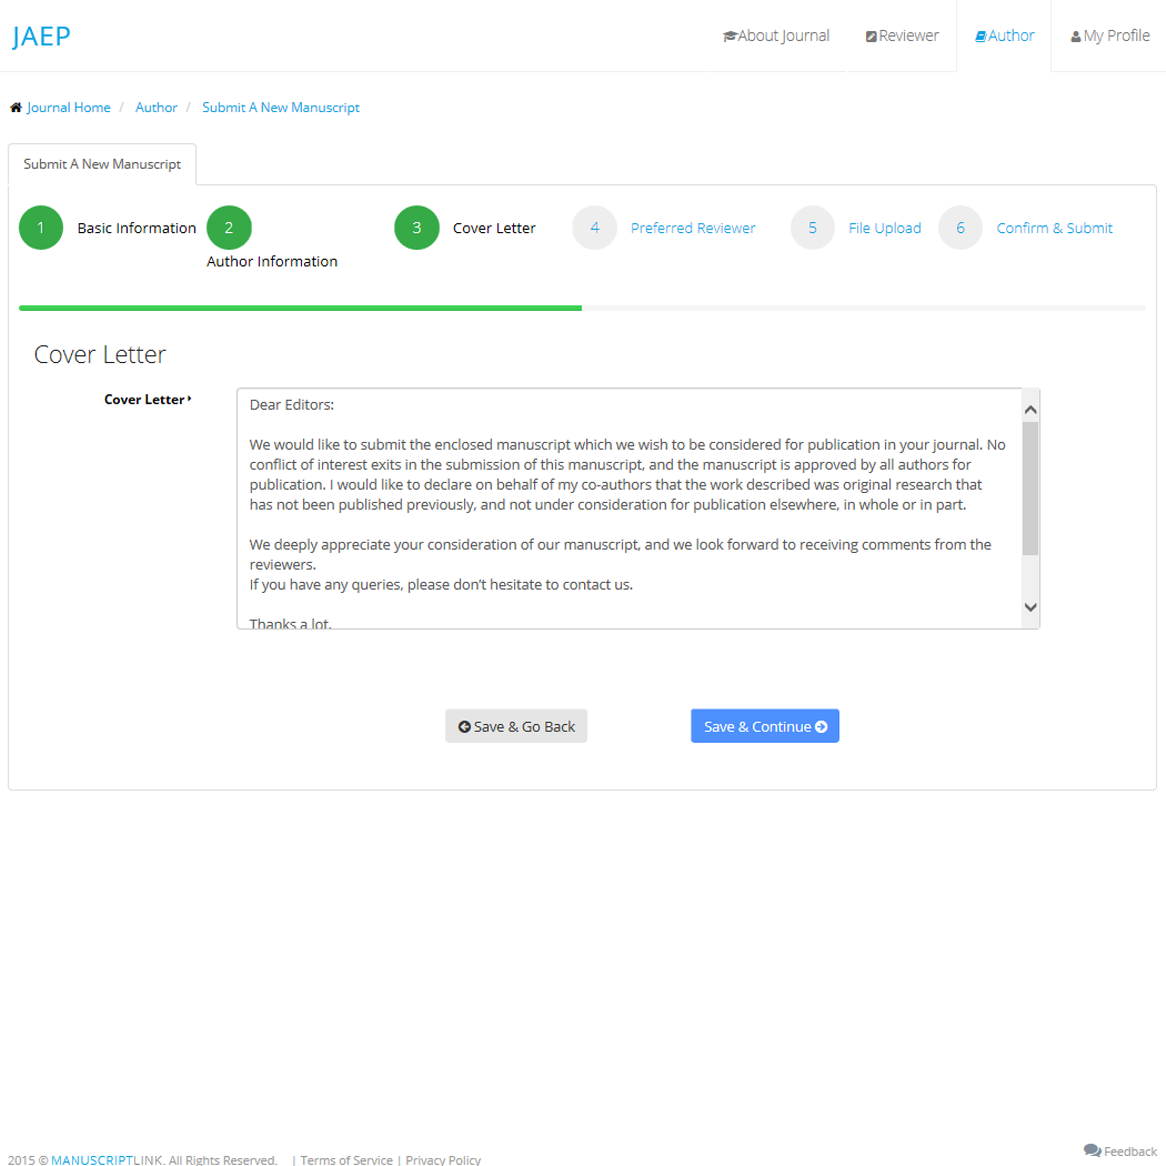 JAEP
About Journal
Reviewer
Author
My Profile
Journal Home / Author / Submit A New Manuscript
Submit A New Manuscript
1 Basic Information
2 Author Information
3 Cover Letter
4 Preferred Reviewer
5 File Upload
6 Confirm & Submit
Cover Letter
Cover Letter
Dear Editors:
We would like to submit the enclosed manuscript which we wish to be considered for publication in your journal. No
conflict of interest exits in the submission of this manuscript, and the manuscript is approved by all authors for
publication. I would like to declare on behalf of my co-authors that the work described was original research that
has not been published previously, and not under consideration for publication elsewhere, in whole or in part.
We deeply appreciate your consideration of our manuscript, and we look forward to receiving comments from the
reviewers.
If you have any queries, please don’t hesitate to contact us.
Thanks a lot.
Save & Go Back
Save & Continue
Feedback
2015 © MANUSCRIPTLINK. All Rights Reserved. | Terms of Service | Privacy Policy